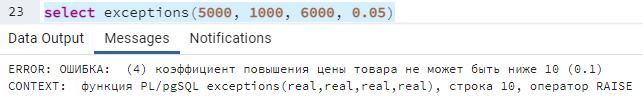 23 select exceptions(5000, 1000, 6000, 0.05)
Data Output Messages Notifications
ERROR: ОШИБКА: (4) коэффициент повышения цены товара не может быть ниже 10 (0.1)
CONTEXT: функция PL/pgSQL exceptions(real,real,real,real), строка 10, оператор RAISE